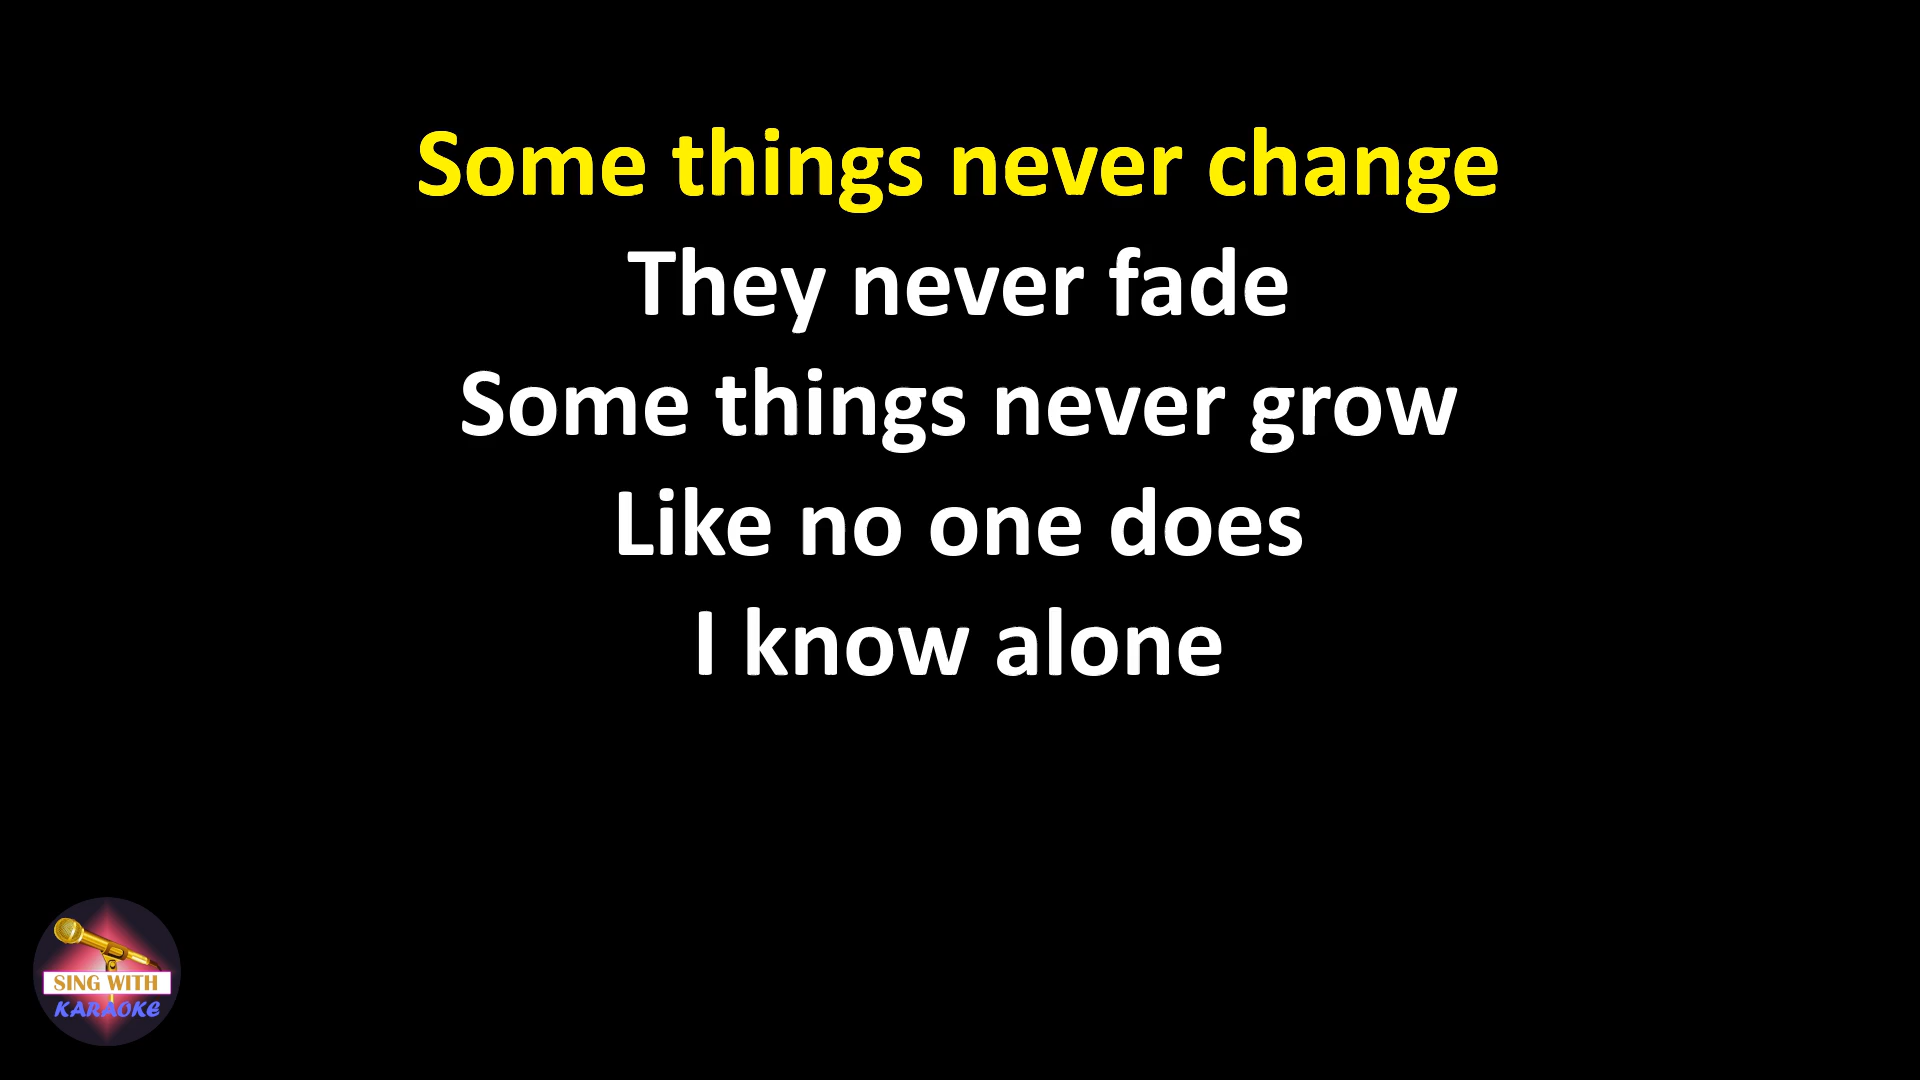 Some things never change
They never fade
Some things never grow
Like no one does
I know alone
SING WITH
KARAOKE